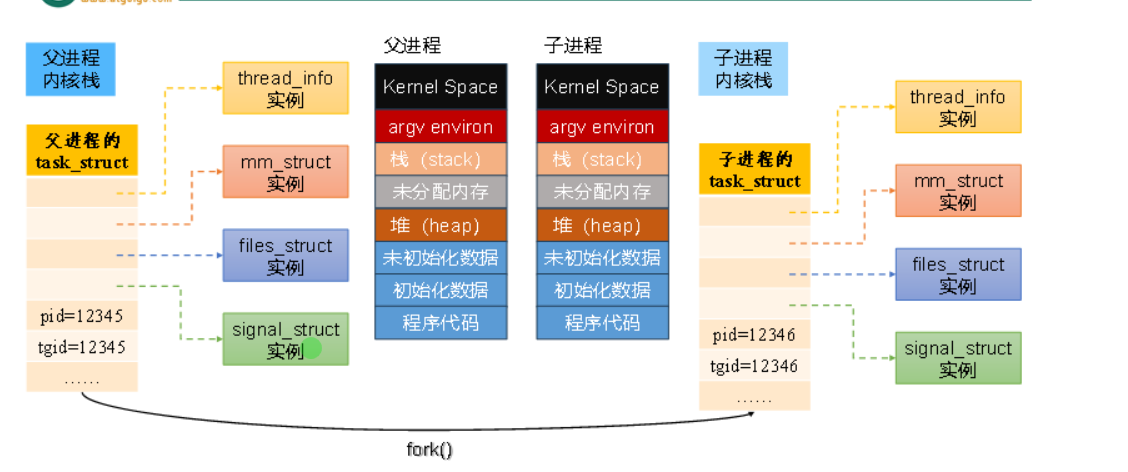 父进程
内核栈
父进程的
task_struct
pid=12345
tgid=12345
……
thread_info
实例
mm_struct
实例
files_struct
实例
signal_struct
实例
父进程
Kernel Space
argv environ
栈（stack）
未分配内存
堆（heap）
未初始化数据
初始化数据
程序代码
子进程
Kernel Space
argv environ
栈（stack）
未分配内存
堆（heap）
未初始化数据
初始化数据
程序代码
子进程
内核栈
子进程的
task_struct
pid=12346
tgid=12346
……
thread_info
实例
mm_struct
实例
files_struct
实例
signal_struct
实例
fork()